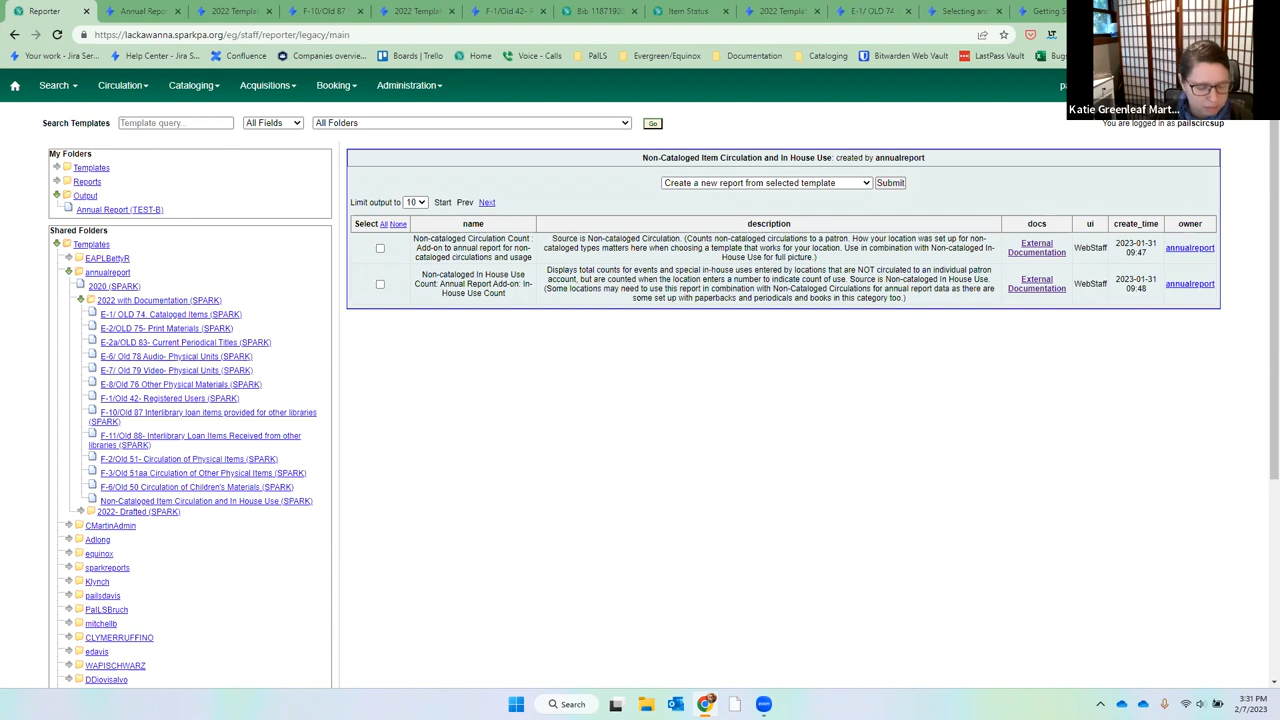 10/Old 8
2022 Templ
F-10/Old 87
2022 Templ
F-1/Old 42-
Bib 1187193
Item Status
2022 Templ
E-1/ OLD 74
Selecting an
https://lackawanna.sparkpa.org/eg/staff/reporter/legacy/main
Your work - Jira Ser...
Help Center - Jira S...
Confluence
Companies overvie...
Boards | Trello
Home
Voice - Calls
PaILS
Evergreen/Equinox
Documentation
Cataloging
Bitwarden Web Vault
LastPass Vault
Bugs
Search
Circulation
Cataloging
Acquisitions
Booking
Administration
Katie Greenleaf Mart...
You are logged in as pailscircsup
Search Templates
Template query...
All Fields
All Folders
Go
My Folders
Templates
Reports
Output
Annual Report (TEST-B)
Shared Folders
Templates
EAPLBettyR
annualreport
2020 (SPARK)
2022 with Documentation (SPARK)
E-1/ OLD 74. Cataloged Items (SPARK)
E-2/OLD 75- Print Materials (SPARK)
E-2a/OLD 83- Current Periodical Titles (SPARK)
E-6/ Old 78 Audio- Physical Units (SPARK)
E-7/ Old 79 Video- Physical Units (SPARK)
E-8/Old 76 Other Physical Materials (SPARK)
F-1/Old 42- Registered Users (SPARK)
F-10/Old 87 Interlibrary loan items provided for other libraries
(SPARK)
F-11/Old 88- Interlibrary Loan Items Received from other
libraries (SPARK)
F-2/Old 51- Circulation of Physical Items (SPARK)
F-3/Old 51aa Circulation of Other Physical Items (SPARK)
F-6/Old 50 Circulation of Children's Materials (SPARK)
Non-Cataloged Item Circulation and In House Use (SPARK)
2022- Drafted (SPARK)
CMartinAdmin
Adlong
equinox
sparkreports
Klynch
pailsdavis
PaILSBruch
mitchellb
CLYMERRUFFINO
edavis
WAPISCHWARZ
DDiovisalvo
Non-Cataloged Item Circulation and In House Use: created by annualreport
Create a new report from selected template
Submit
Limit output to 10 Start Prev Next
Select All None name description docs ui create_time owner
Non-cataloged Circulation Count :
Add-on to annual report for non-
cataloged circulations and usage
Source is Non-cataloged Circulation. (Counts non-cataloged circulations to a patron. How your location was set up for non-
cataloged types matters here when choosing a template that works for your location. Use in combination with Non-cataloged In-
House Use for full picture.)
External
Documentation
WebStaff
2023-01-31
09:47
annualreport
Non-cataloged In House Use
Count: Annual Report Add-on: In-
House Use Count
Displays total counts for events and special in-house uses entered by locations that are NOT circulated to an individual patron
account, but are counted when the location enters a number to indicate count of use. Source is Non-cataloged In House Use.
(Some locations may need to use this report in combination with Non-Cataloged Circulations for annual report data as there are
some set up with paperbacks and periodicals and books in this category too.)
External
Documentation
WebStaff
2023-01-31
09:48
annualreport
Search
3:31 PM
2/7/2023